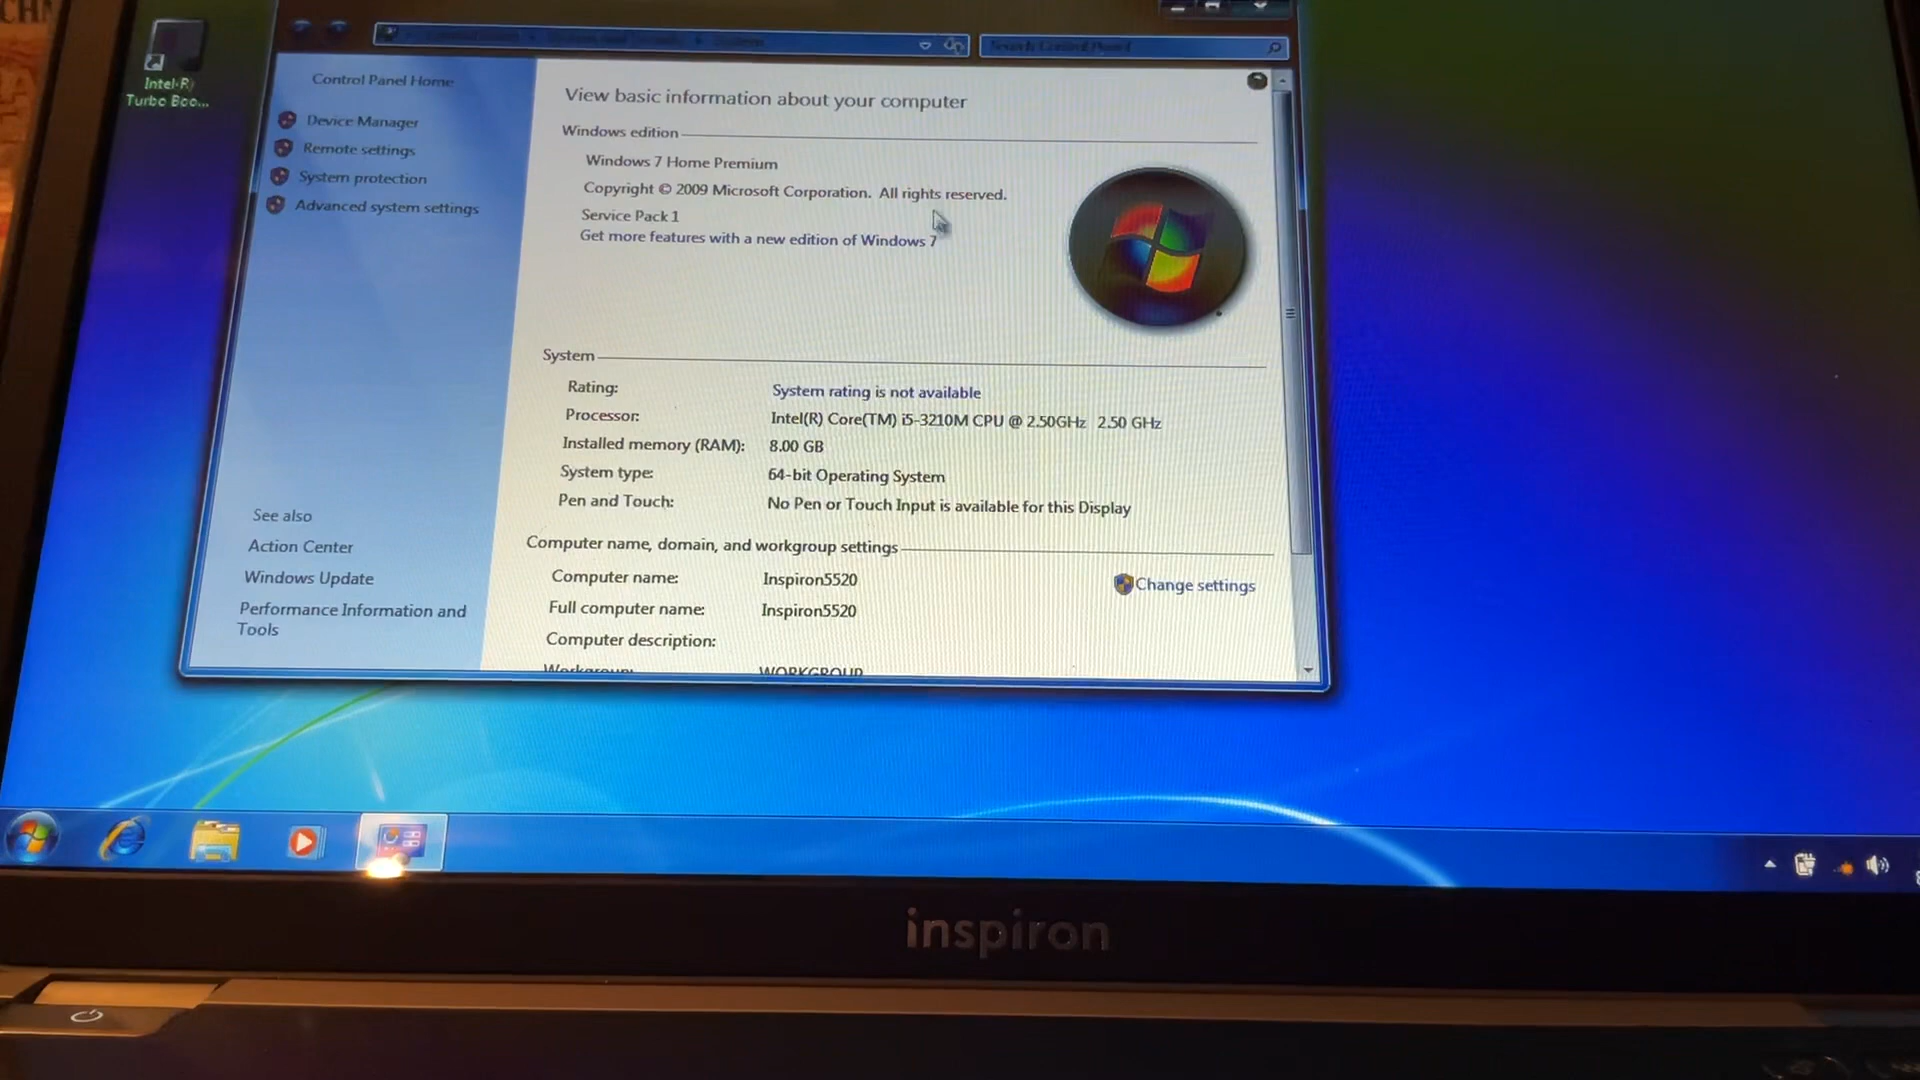 Intel(R)
Turbo Boo...
Search Control Panel
Control Panel Home
Device Manager
Remote settings
System protection
Advanced system settings
See also
Action Center
Windows Update
Performance Information and
Tools
View basic information about your computer
Windows edition
Windows 7 Home Premium
Copyright © 2009 Microsoft Corporation. All rights reserved.
Service Pack 1
Get more features with a new edition of Windows 7
System
Rating: System rating is not available
Processor: Intel(R) Core(TM) i5-3210M CPU @ 2.50GHz 2.50 GHz
Installed memory (RAM): 8.00 GB
System type: 64-bit Operating System
Pen and Touch: No Pen or Touch Input is available for this Display
Computer name, domain, and workgroup settings
Computer name: Inspiron5520
Change settings
Full computer name: Inspiron5520
Computer description:
Workgroup: WORKGROUP
inspiron